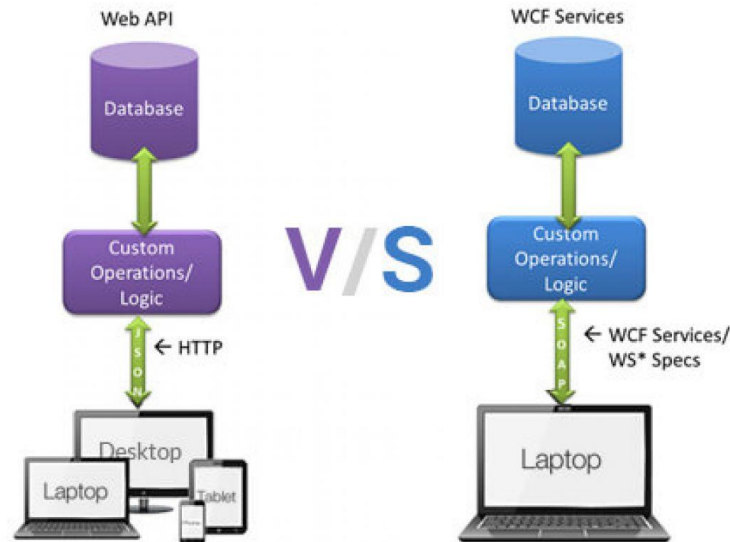 Web API
WCF Services
Database
Database
Custom
Operations/
Logic
V/S
Custom
Operations/
Logic
JSON
← HTTP
SOAP
← WCF Services/
WS* Specs
Desktop
Laptop
Tablet
Laptop